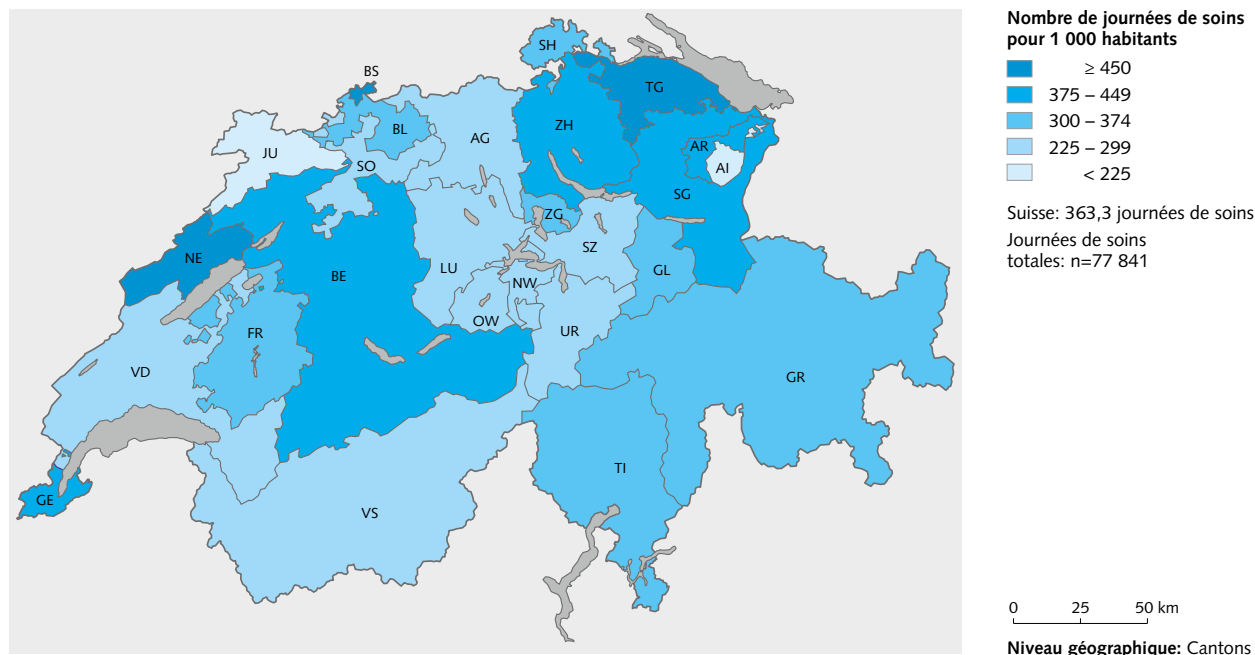 Nombre de journées de soins
pour 1 000 habitants
≥ 450
375 – 449
300 – 374
225 – 299
< 225
Suisse: 363,3 journées de soins
Journées de soins
totales: n=77 841
SH
BS
TG
BL
ZH
AG
JU
SO
AR
AI
SG
ZG
NE
SZ
BE
LU
GL
NW
OW
UR
FR
VD
GR
TI
GE
VS
0 25 50 km
Niveau géographique: Cantons